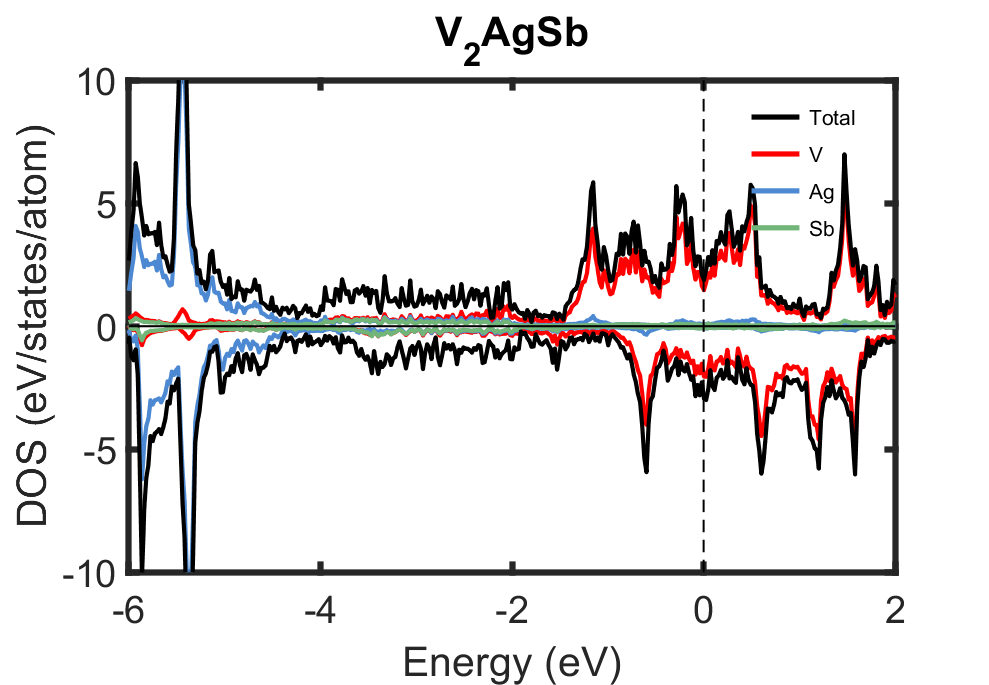 V2AgSb
DOS (eV/states/atom)
10
5
0
-5
-10
Total
V
Ag
Sb
-6 -4 -2 0 2
Energy (eV)